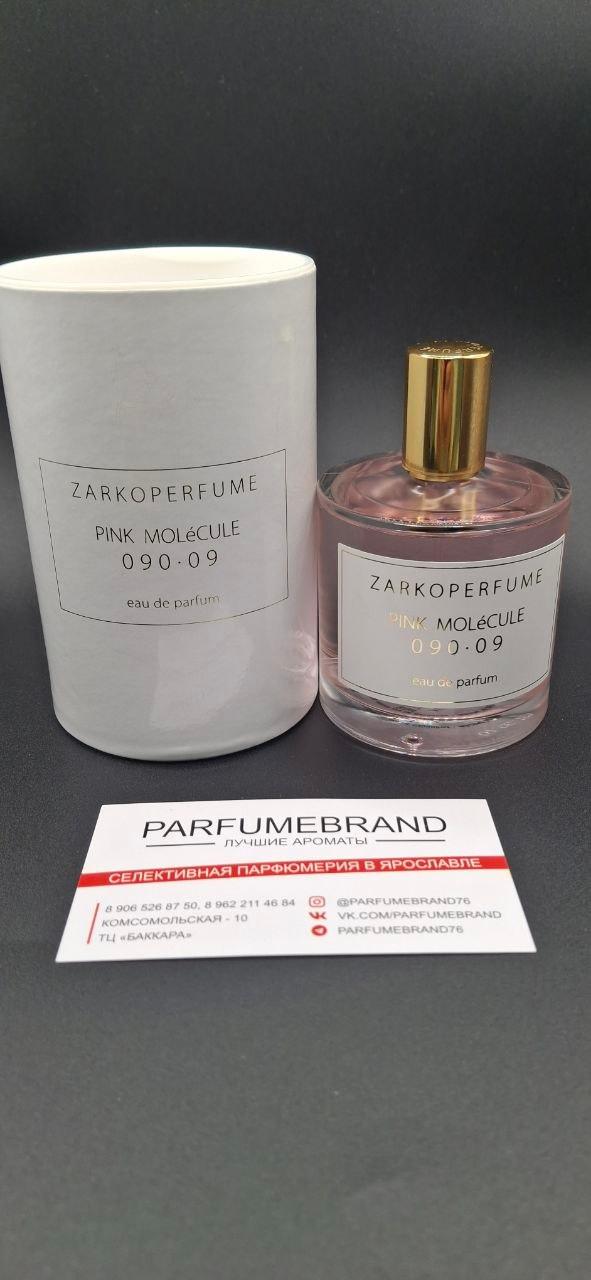 ZARKOPERFUME
PINK MOLéCULE
090·09
eau de parfum
ZARKOPERFUME
PINK MOLéCULE
090·09
eau de parfum
PARFUMEBRAND
ЛУЧШИЕ АРОМАТЫ
СЕЛЕКТИВНАЯ ПАРФЮМЕРИЯ В ЯРОСЛАВЛЕ
8 906 526 87 50, 8 962 211 46 84
КОМСОМОЛЬСКАЯ - 10
ТЦ «БАККАРА»
@PARFUMEBRAND76
VK.COM/PARFUMEBRAND
PARFUMEBRAND76